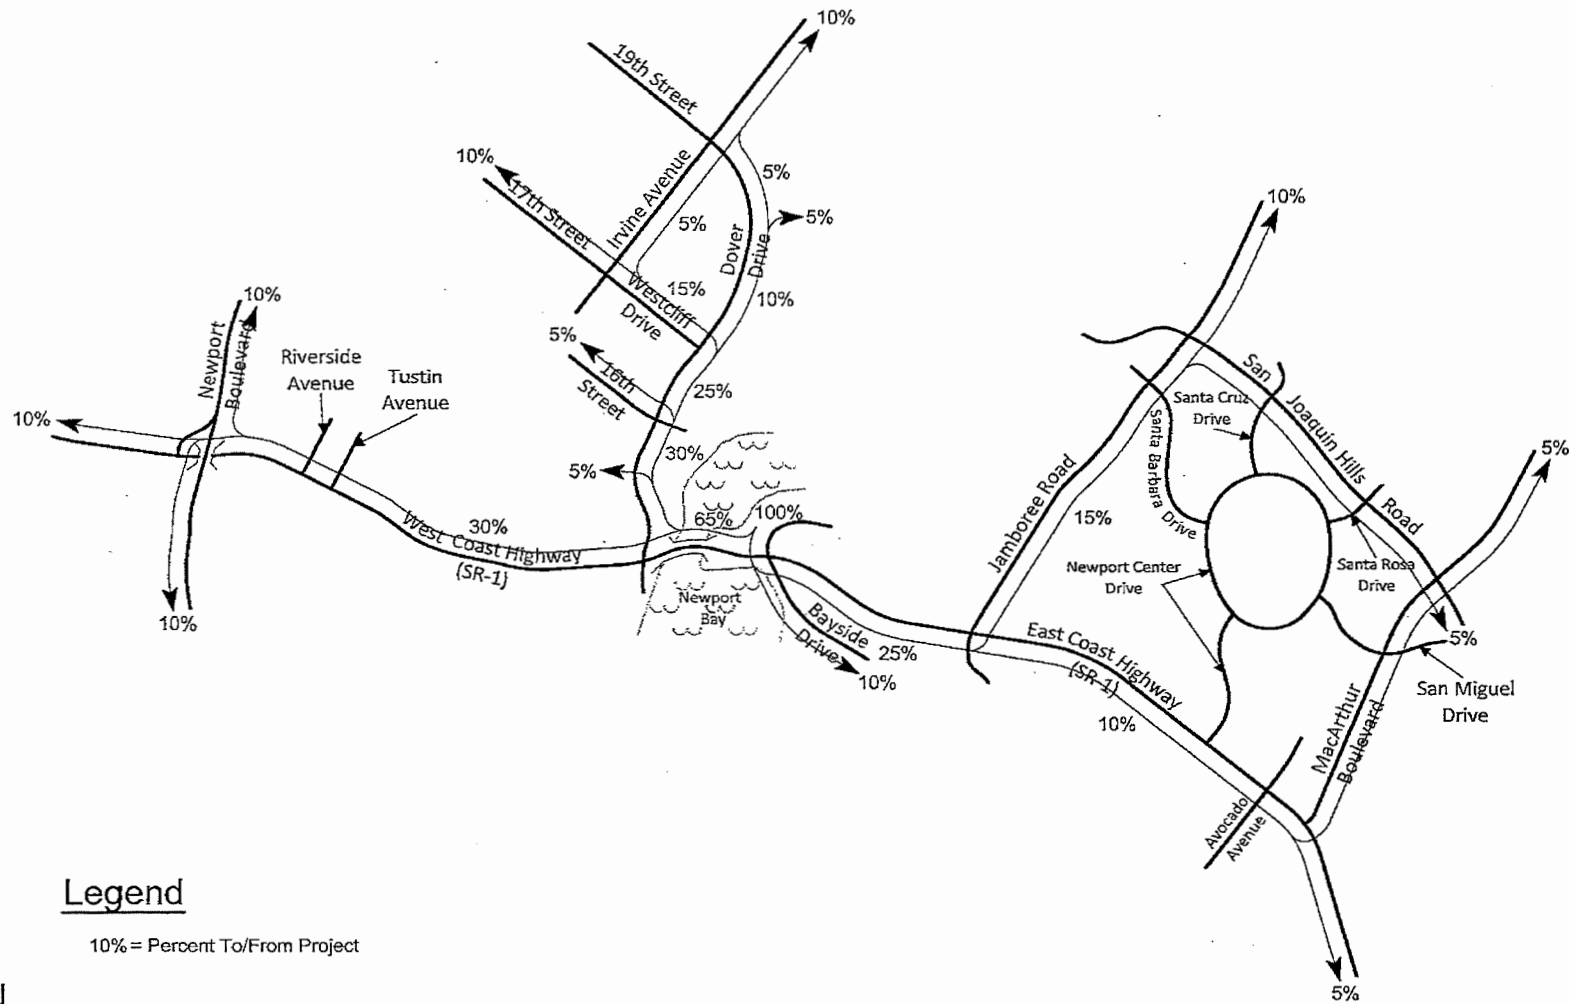 10%
19th Street
10%
17th Street
Irvine Avenue
5%
5%
5%
Dover
Drive
15%
10%
Westcliff
Drive
10%
10%
Newport
Boulevard
Riverside
Avenue
Tustin
Avenue
5%
16th
Street
25%
San
Joaquin Hills
Road
Santa Cruz
Drive
Santa Barbara Drive
10%
30%
5%
5%
Jamboree Road
15%
30%
West Coast Highway
(SR-1)
65%
100%
Newport Center
Drive
Santa Rosa
Drive
Newport
Bay
10%
Bayside
Drive
25%
10%
East Coast Highway
(SR-1)
10%
5%
San Miguel
Drive
MacArthur
Boulevard
Avocado
Avenue
Legend
10% = Percent To/From Project
5%